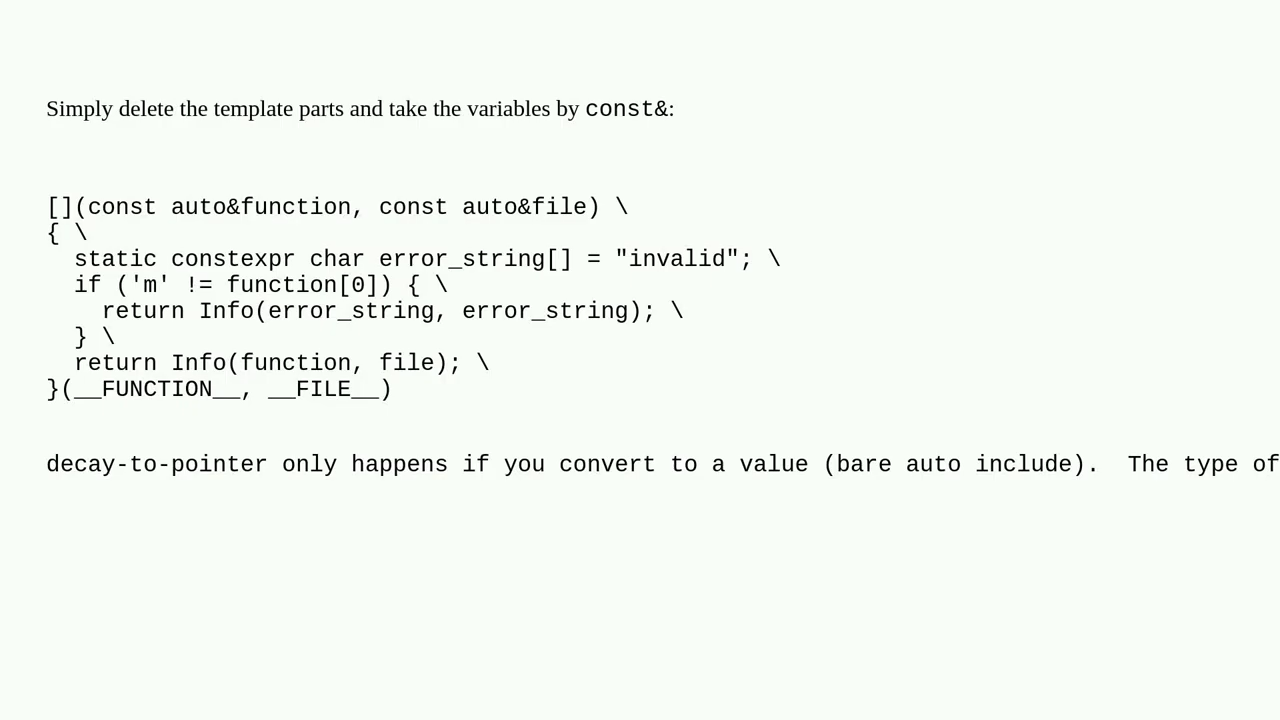 Simply delete the template parts and take the variables by const&:
[](const auto&function, const auto&file) \
{ \
  static constexpr char error_string[] = "invalid"; \
  if ('m' != function[0]) { \
    return Info(error_string, error_string); \
  } \
  return Info(function, file); \
}(__FUNCTION__, __FILE__)
decay-to-pointer only happens if you convert to a value (bare auto include).  The type of